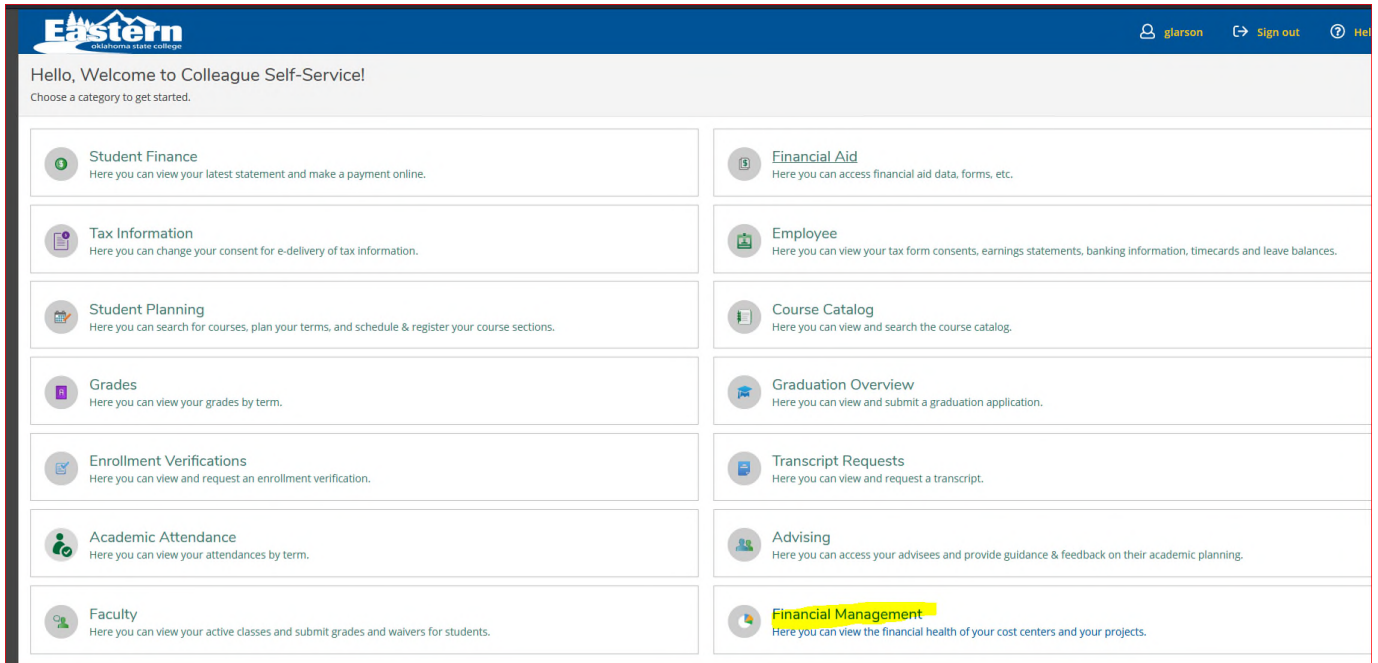 Eastern
oklahoma state college
glarson
Sign out
Hel
Hello, Welcome to Colleague Self-Service!
Choose a category to get started.
Student Finance
Here you can view your latest statement and make a payment online.
Financial Aid
Here you can access financial aid data, forms, etc.
Tax Information
Here you can change your consent for e-delivery of tax information.
Employee
Here you can view your tax form consents, earnings statements, banking information, timecards and leave balances.
Student Planning
Here you can search for courses, plan your terms, and schedule & register your course sections.
Course Catalog
Here you can view and search the course catalog.
Grades
Here you can view your grades by term.
Graduation Overview
Here you can view and submit a graduation application.
Enrollment Verifications
Here you can view and request an enrollment verification.
Transcript Requests
Here you can view and request a transcript.
Academic Attendance
Here you can view your attendances by term.
Advising
Here you can access your advisees and provide guidance & feedback on their academic planning.
Faculty
Here you can view your active classes and submit grades and waivers for students.
Financial Management
Here you can view the financial health of your cost centers and your projects.